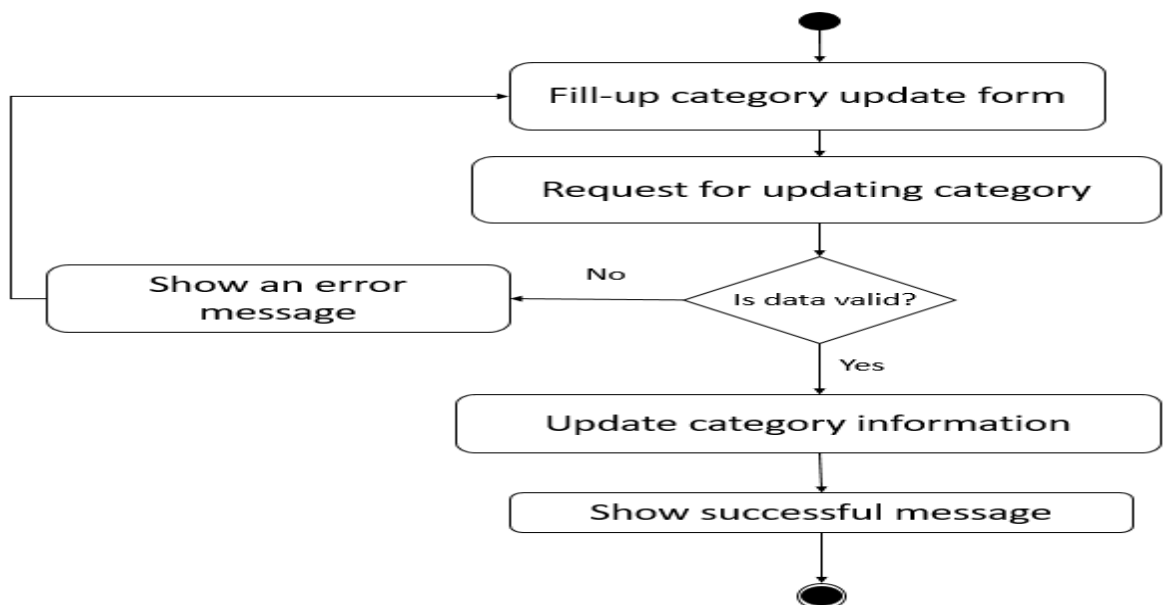 Fill-up category update form
Request for updating category
No
Show an error
message
Is data valid?
Yes
Update category information
Show successful message